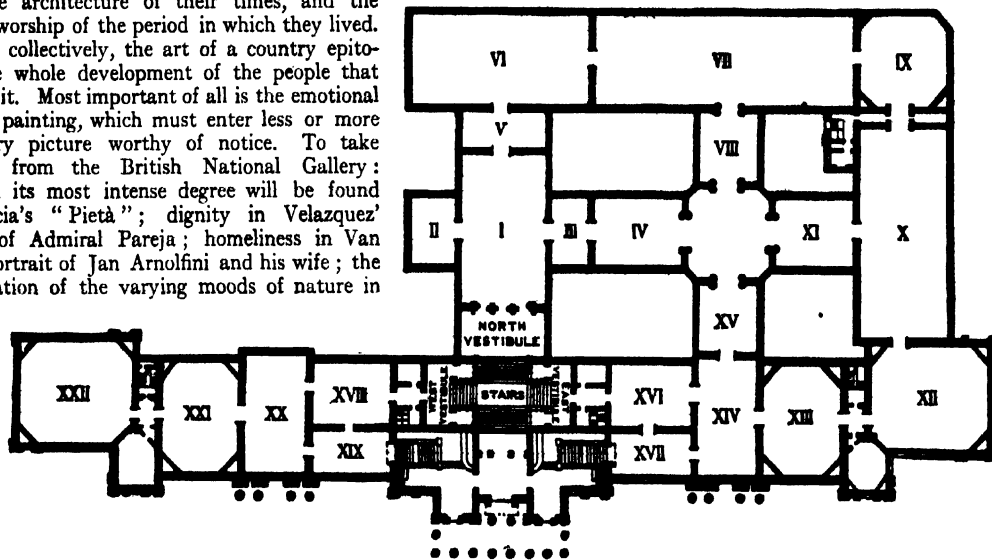 e architecture of their times, and the
worship of the period in which they lived.
collectively, the art of a country epito-
e whole development of the people that
it. Most important of all is the emotional
painting, which must enter less or more
ry picture worthy of notice. To take
from the British National Gallery:
its most intense degree will be found
cia's "Pietà"; dignity in Velazquez'
of Admiral Pareja; homeliness in Van
ortrait of Jan Arnolfini and his wife; the
ation of the varying moods of nature in
VI
VII
IX
V
VIII
II
I
III
IV
XI
X
NORTH
VESTIBULE
XV
XXII
XXI
XX
XVIII
WEST
VESTIBULE
STAIRS
EAST
VESTIBULE
XVI
XIV
XIII
XII
XIX
XVII